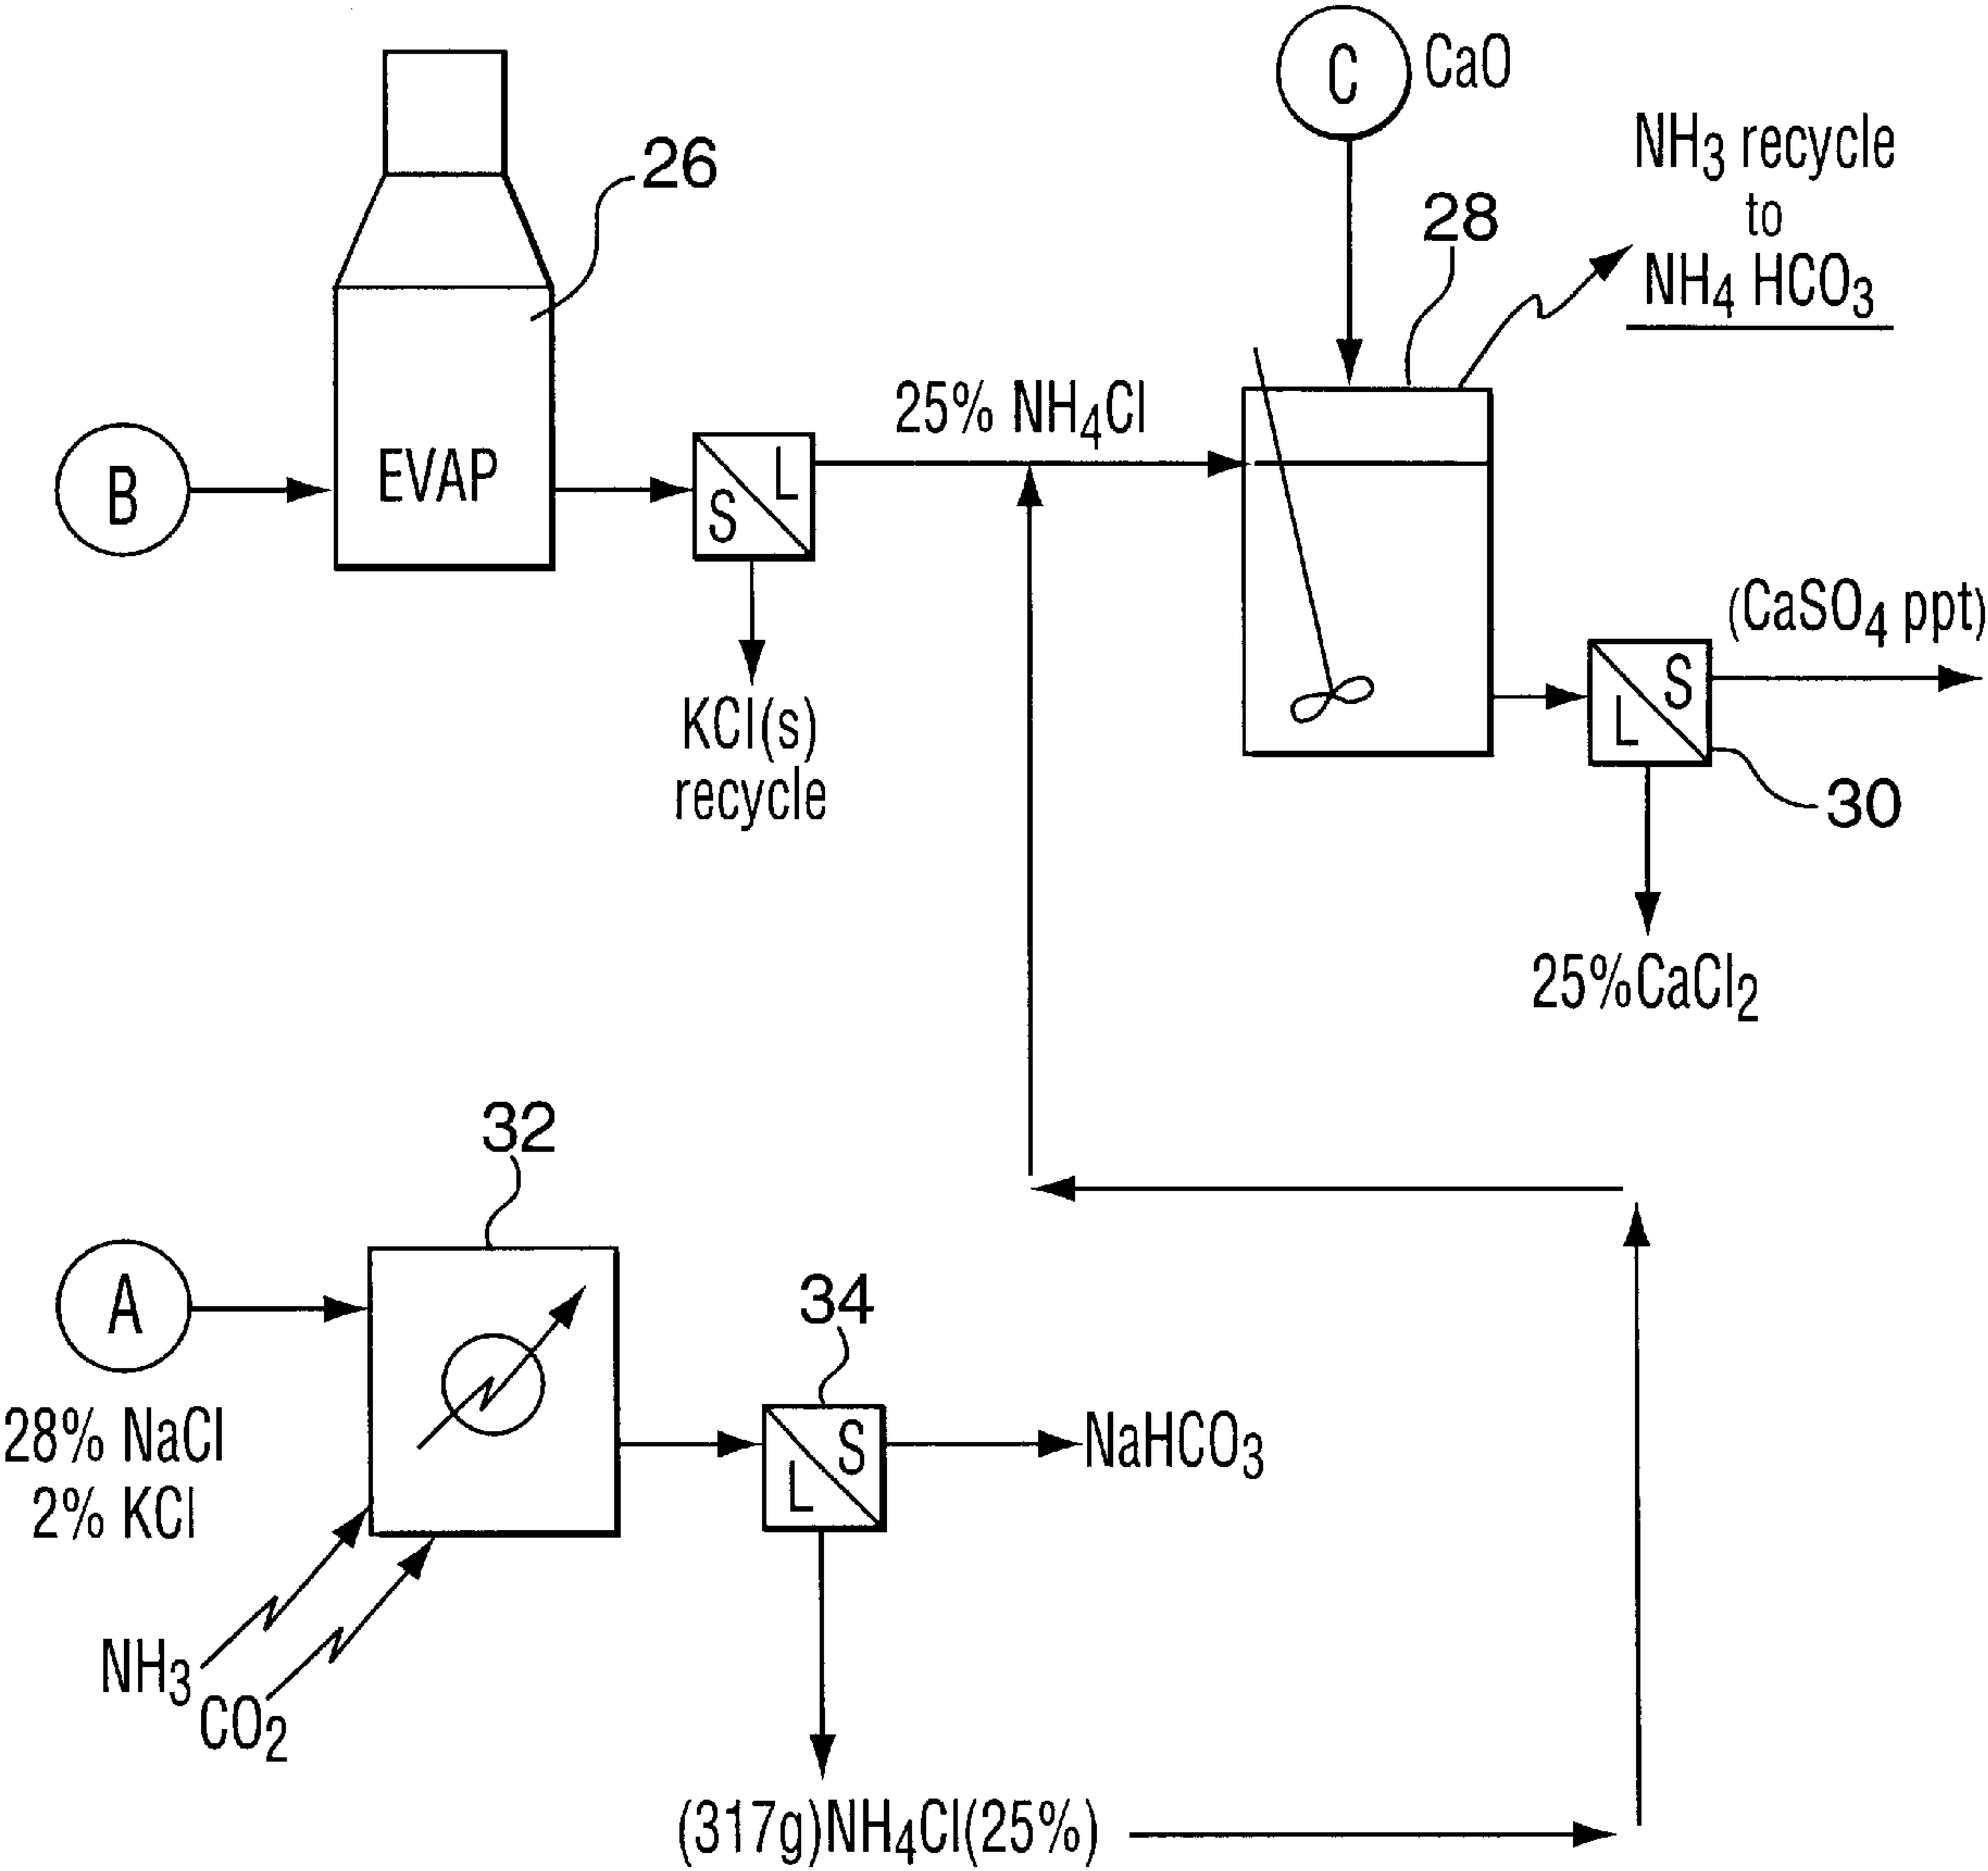 C CaO
NH3 recycle
to
NH4 HCO3
26
28
25% NH4Cl
B
EVAP
S L
KCl(s)
recycle
(CaSO4 ppt)
S
L
30
25%CaCl2
32
34
A
28% NaCl
2% KCl
S
L
NaHCO3
NH3
CO2
(317g)NH4Cl(25%)